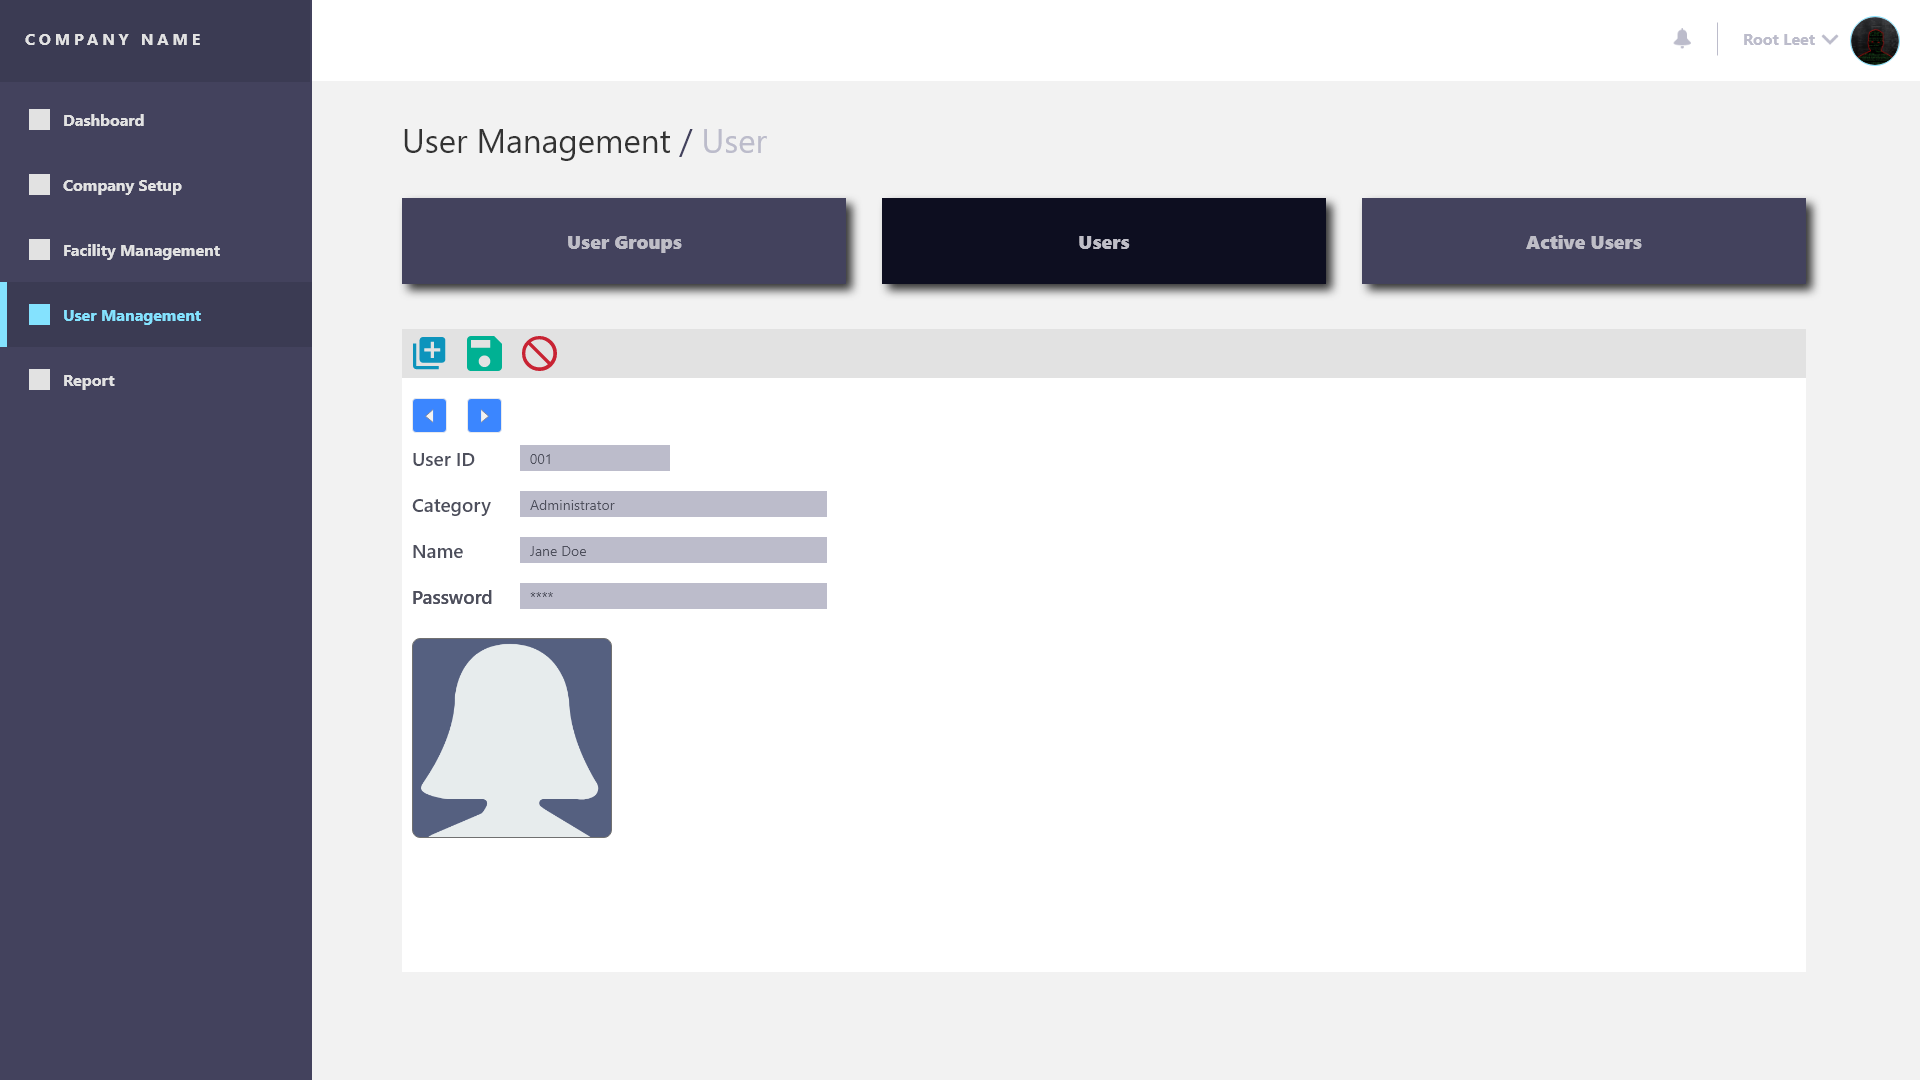 COMPANY NAME
Root Leet
Dashboard
Company Setup
Facility Management
User Management
Report
User Management / User
User Groups
Users
Active Users
User ID 001
Category Administrator
Name Jane Doe
Password ****